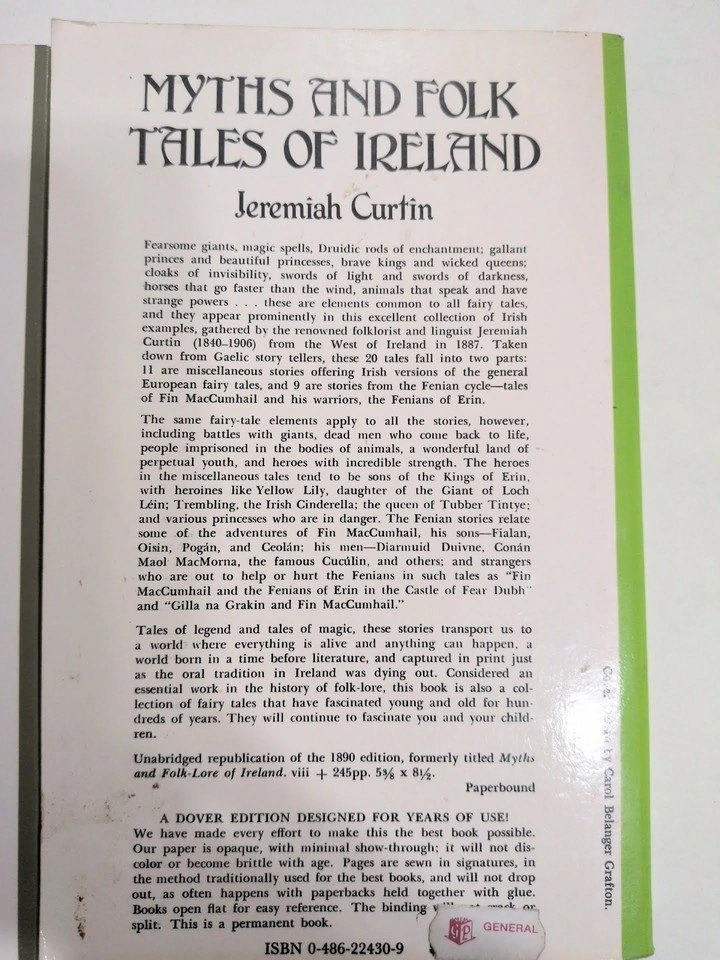 MYTHS AND FOLK
TALES OF IRELAND
Jeremiah Curtin
Fearsome giants, magic spells, Druidic rods of enchantment; gallant
princes and beautiful princesses, brave kings and wicked queens;
cloaks of invisibility, swords of light and swords of darkness,
horses that go faster than the wind, animals that speak and have
strange powers . . . these are elements common to all fairy tales,
and they appear prominently in this excellent collection of Irish
examples, gathered by the renowned folklorist and linguist Jeremiah
Curtin (1840–1906) from the West of Ireland in 1887. Taken
down from Gaelic story tellers, these 20 tales fall into two parts:
11 are miscellaneous stories offering Irish versions of the general
European fairy tales, and 9 are stories from the Fenian cycle—tales
of Fin MacCumhail and his warriors, the Fenians of Erin.
The same fairy-tale elements apply to all the stories, however,
including battles with giants, dead men who come back to life,
people imprisoned in the bodies of animals, a wonderful land of
perpetual youth, and heroes with incredible strength. The heroes
in the miscellaneous tales tend to be sons of the Kings of Erin,
with heroines like Yellow Lily, daughter of the Giant of Loch
Léin; Trembling, the Irish Cinderella; the queen of Tubber Tintye;
and various princesses who are in danger. The Fenian stories relate
some of the adventures of Fin MacCumhail, his sons—Fialan,
Oisin, Pogán, and Ceolán; his men—Diarmuid Duivne, Conán
Maol MacMorna, the famous Cucúlin, and others; and strangers
who are out to help or hurt the Fenians in such tales as “Fin
MacCumhail and the Fenians of Erin in the Castle of Fear Dubh”
and “Gilla na Grakin and Fin MacCumhail.”
Tales of legend and tales of magic, these stories transport us to
a world where everything is alive and anything can happen, a
world born in a time before literature, and captured in print just
as the oral tradition in Ireland was dying out. Considered an
essential work in the history of folk-lore, this book is also a col-
lection of fairy tales that have fascinated young and old for hun-
dreds of years. They will continue to fascinate you and your child-
ren.
Unabridged republication of the 1890 edition, formerly titled Myths
and Folk-Lore of Ireland. viii + 245pp. 5⅜ x 8½.
Paperbound
A DOVER EDITION DESIGNED FOR YEARS OF USE!
We have made every effort to make this the best book possible.
Our paper is opaque, with minimal show-through; it will not dis-
color or become brittle with age. Pages are sewn in signatures, in
the method traditionally used for the best books, and will not drop
out, as often happens with paperbacks held together with glue.
Books open flat for easy reference. The binding crack or
split. This is a permanent book.
ISBN 0-486-22430-9
GP GENERAL
by Carol Belanger Grafton.